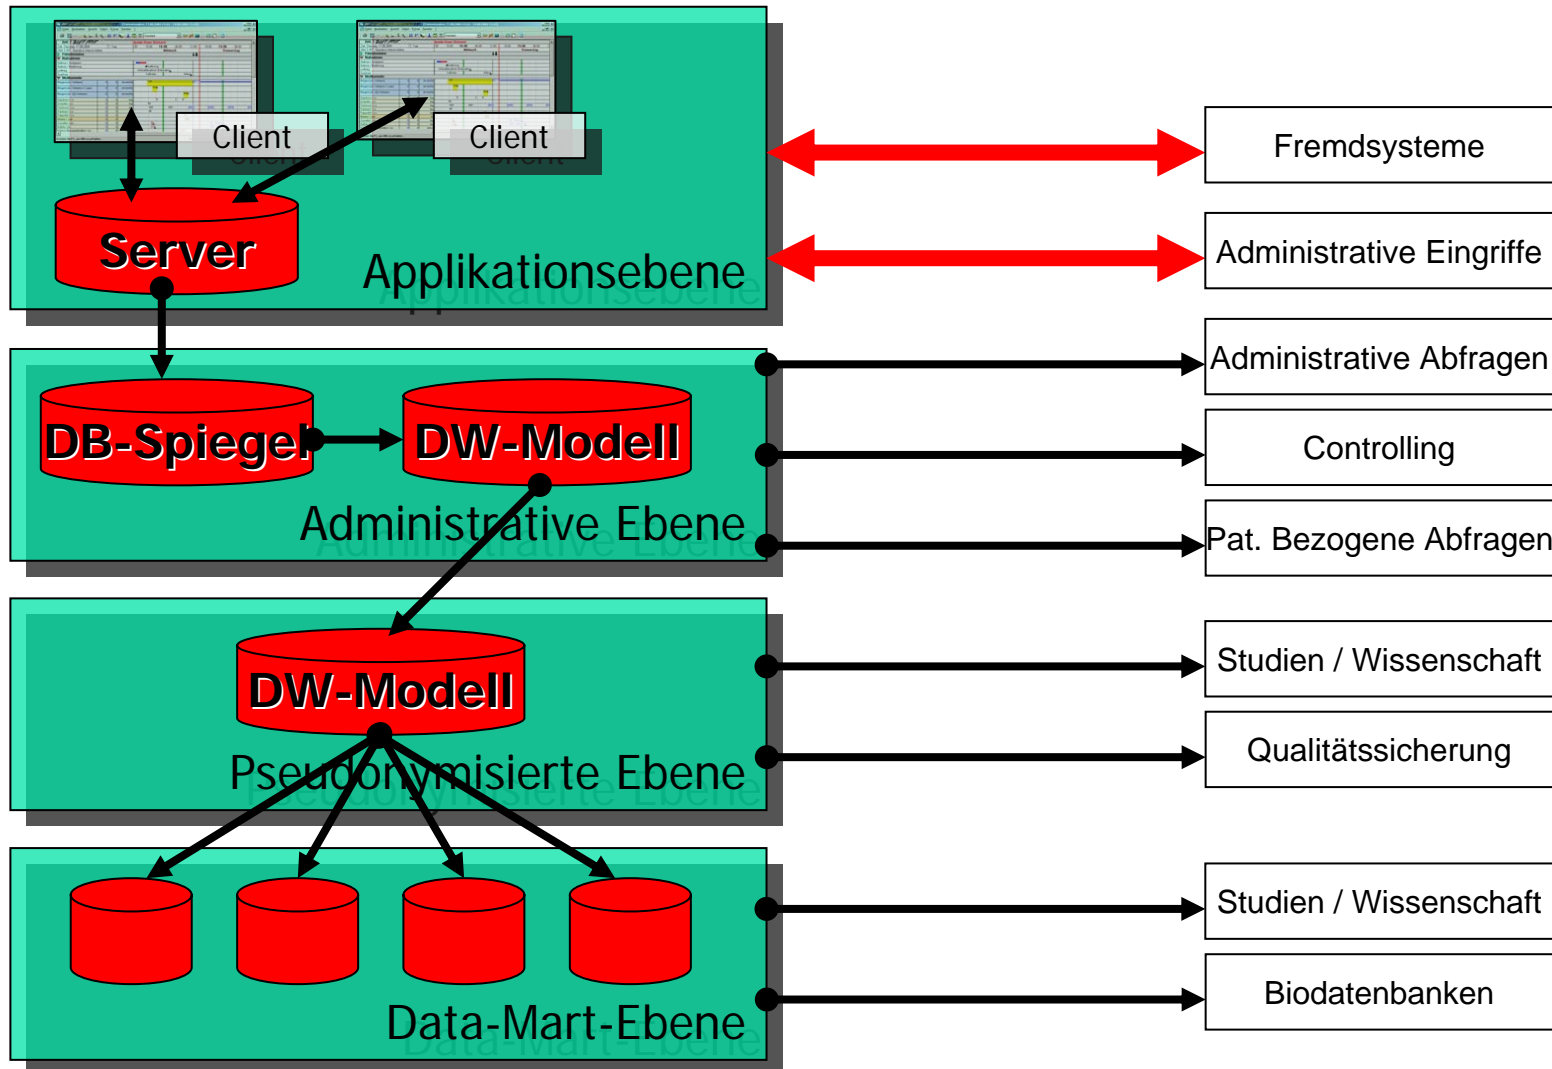 Client
Client
Server
Applikationsebene
Fremdsysteme
Administrative Eingriffe
DB-Spiegel
DW-Modell
Administrative Ebene
Administrative Abfragen
Controlling
Pat. Bezogene Abfragen
DW-Modell
Pseudonymisierte Ebene
Studien / Wissenschaft
Qualitätssicherung
Data-Mart-Ebene
Studien / Wissenschaft
Biodatenbanken